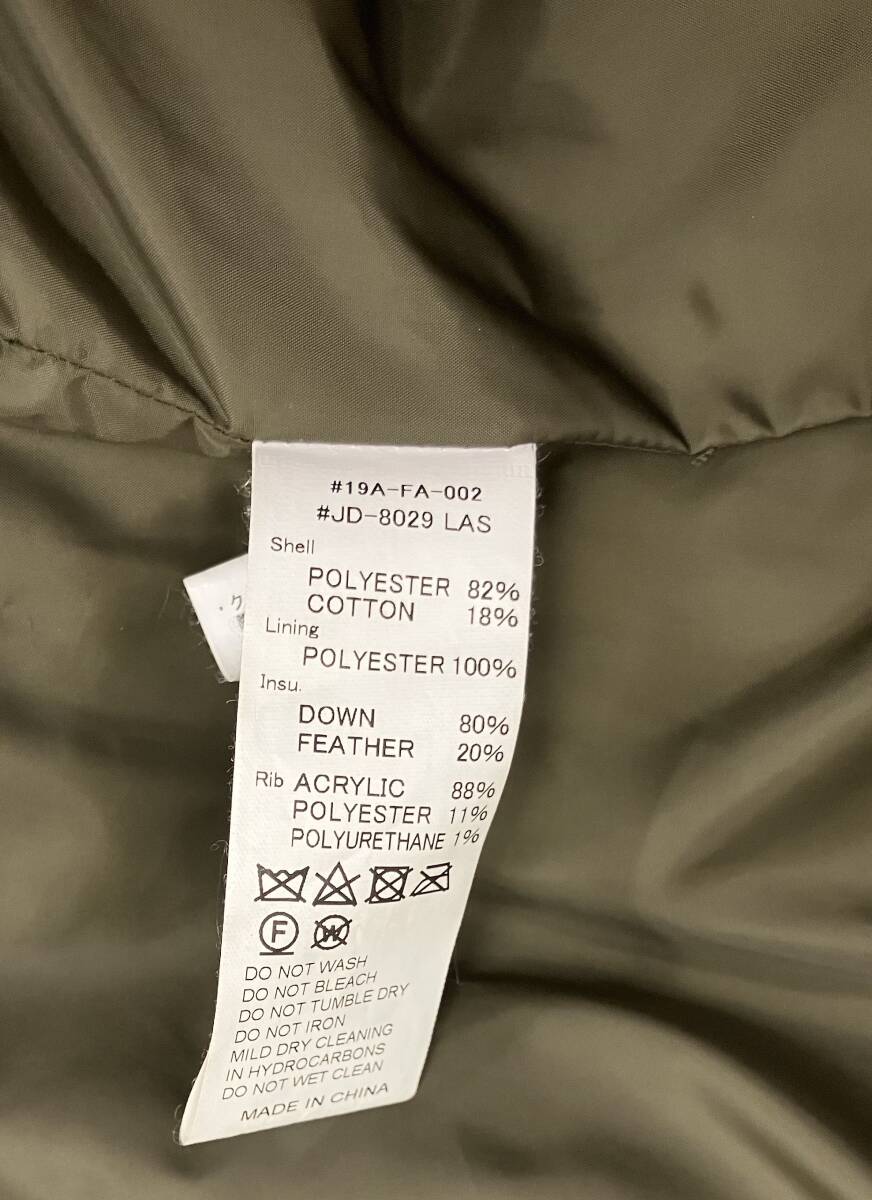 #19A-FA-002
#JD-8029 LAS
Shell
POLYESTER 82%
COTTON 18%
Lining
POLYESTER 100%
Insu.
DOWN 80%
FEATHER 20%
Rib ACRYLIC 88%
POLYESTER 11%
POLYURETHANE 1%
F W
DO NOT WASH
DO NOT BLEACH
DO NOT TUMBLE DRY
DO NOT IRON
MILD DRY CLEANING
IN HYDROCARBONS
DO NOT WET CLEAN
MADE IN CHINA